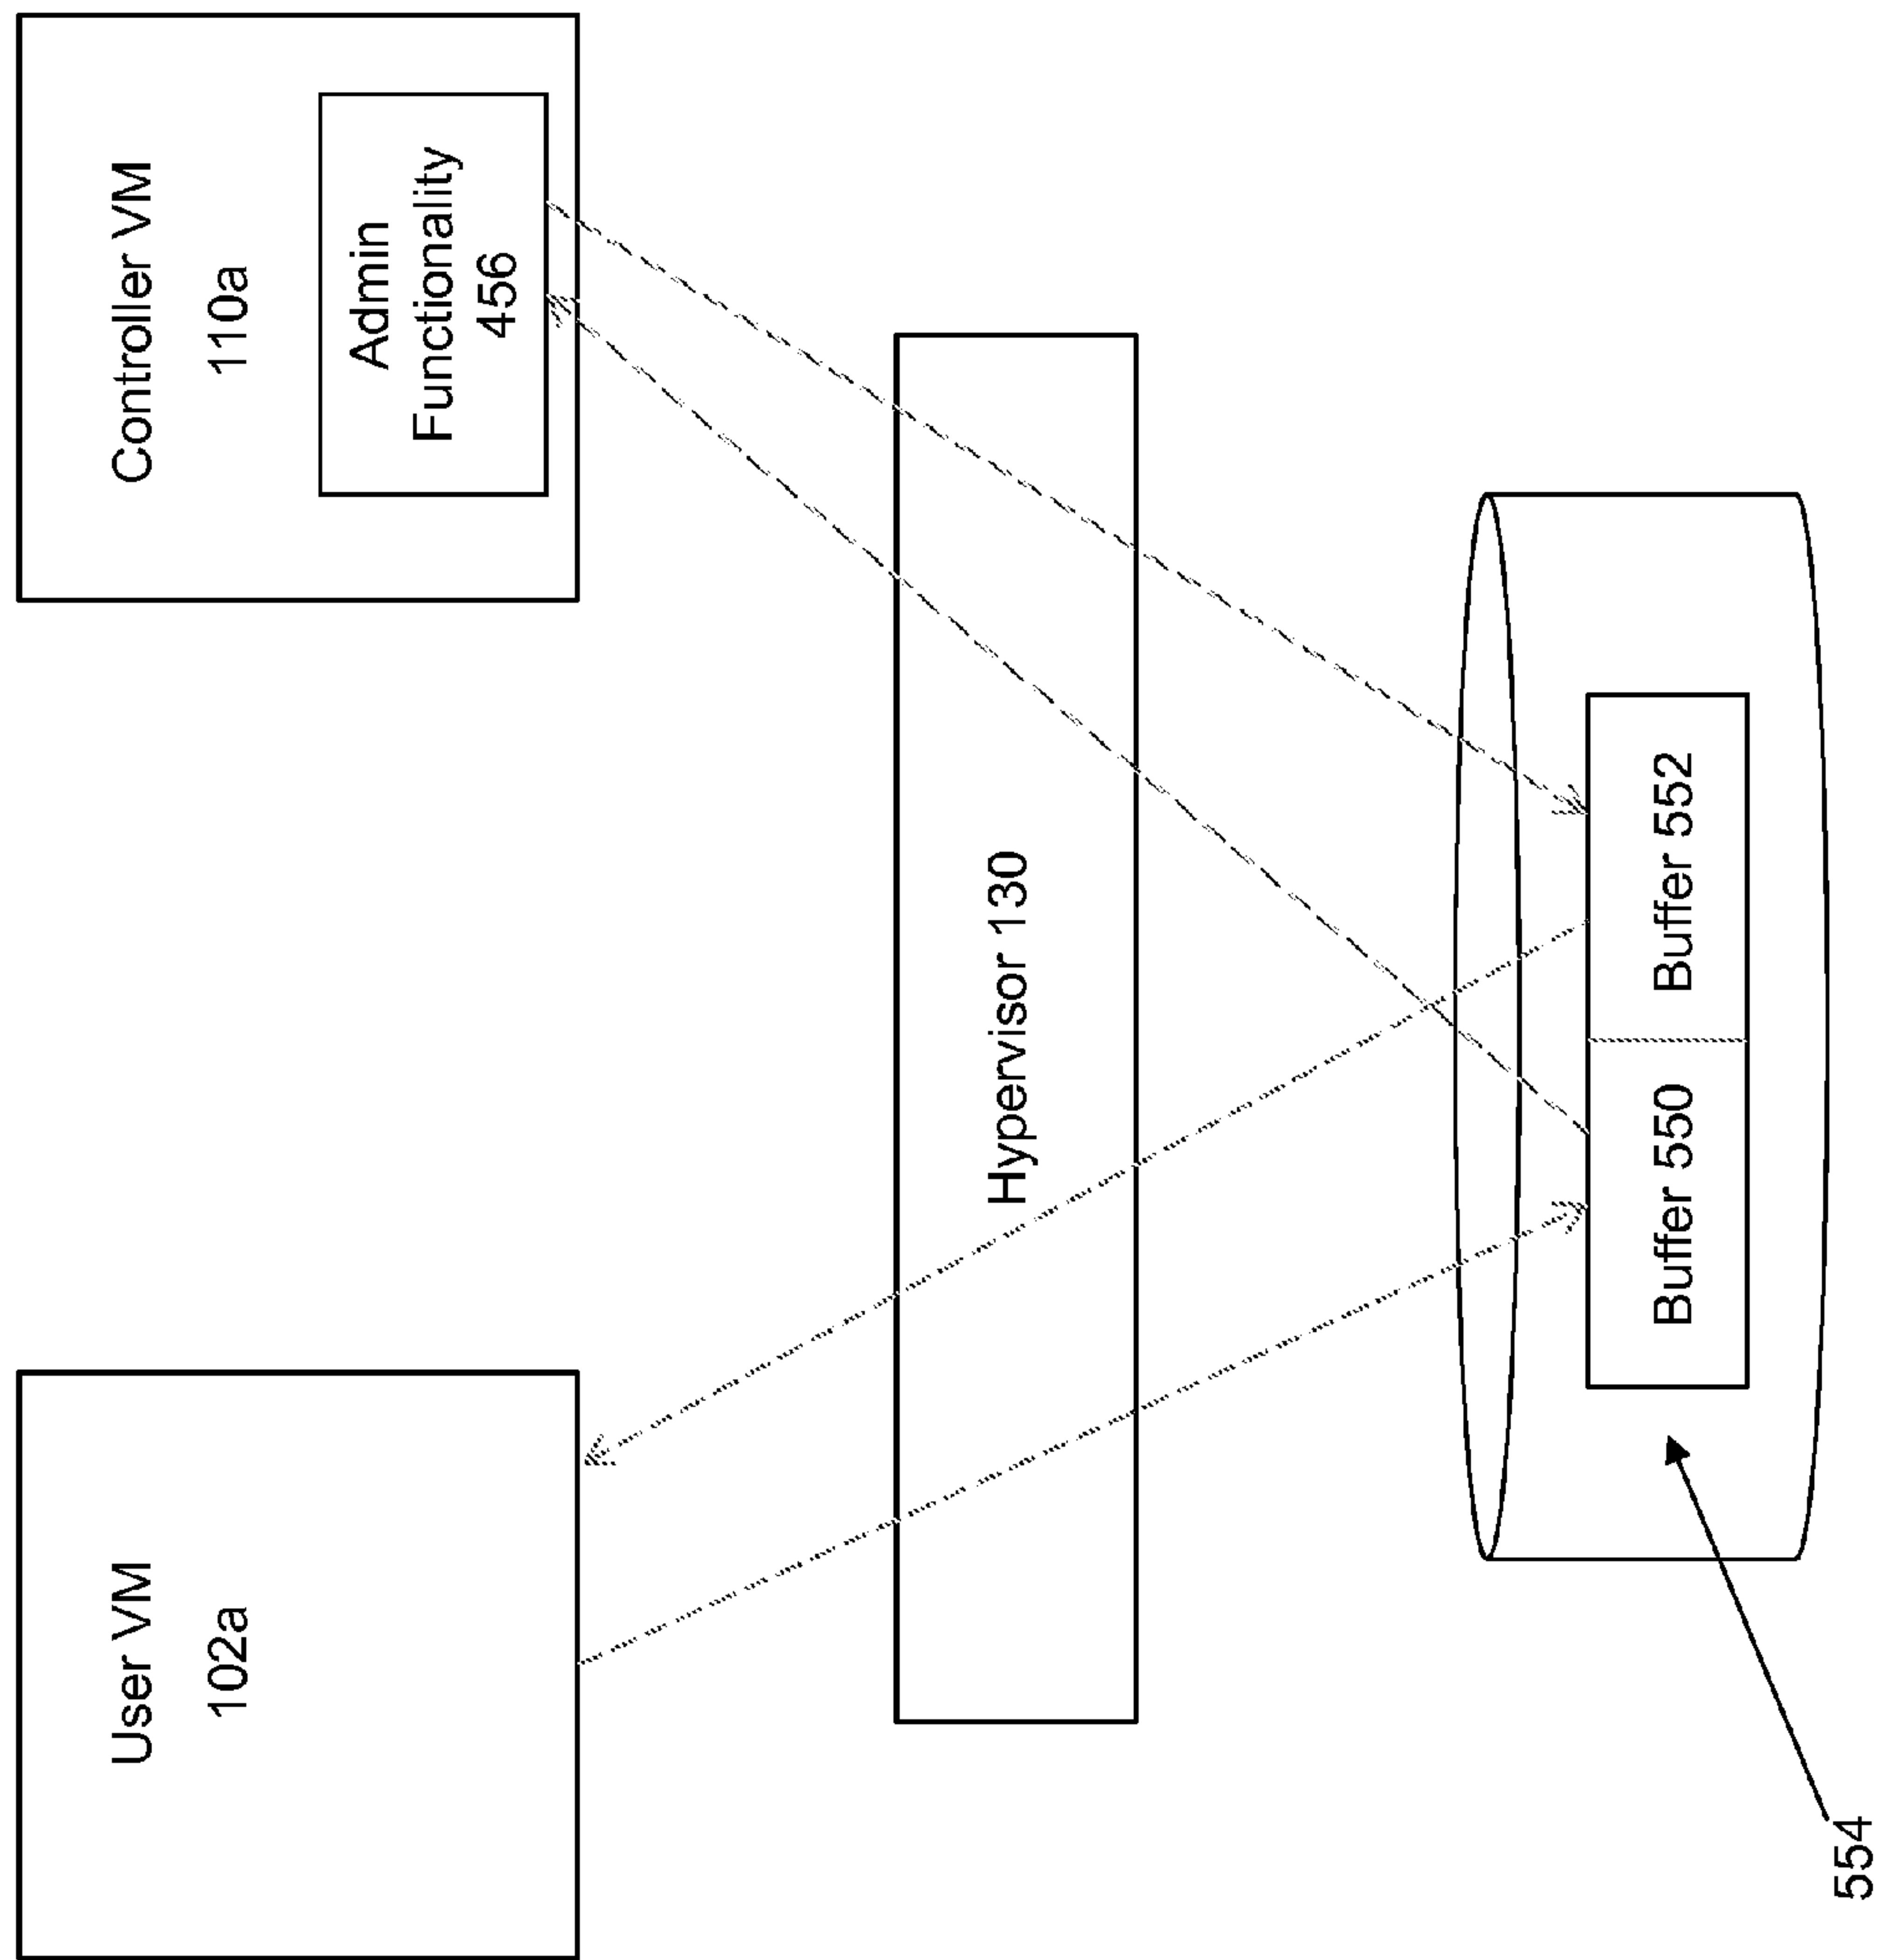 User VM
102a
Controller VM
110a
Admin
Functionality
456
Hypervisor 130
Buffer 550
Buffer 552
554